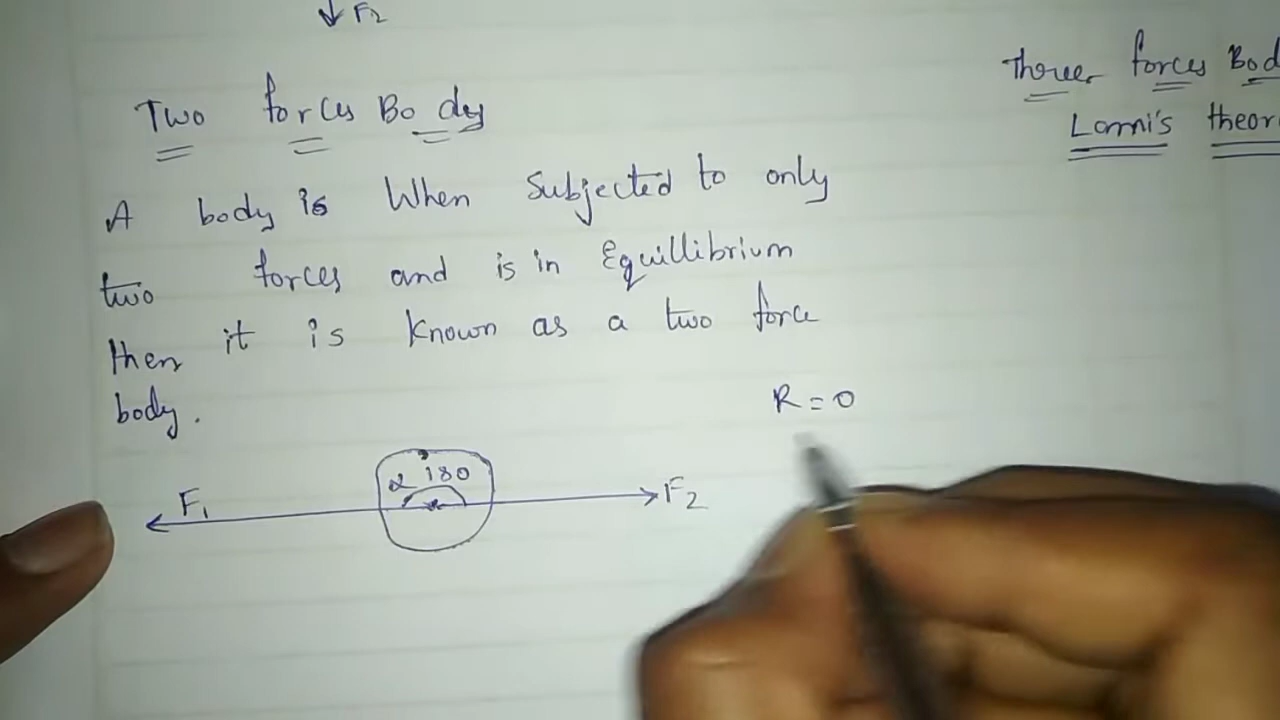 ↓ F2
Two forces Body
A body is When Subjected to only
two forces and is in Equillibrium
then it is Known as a two force
body.
R = 0
F1 α 180 F2
Three forces Bod
Lami's theor